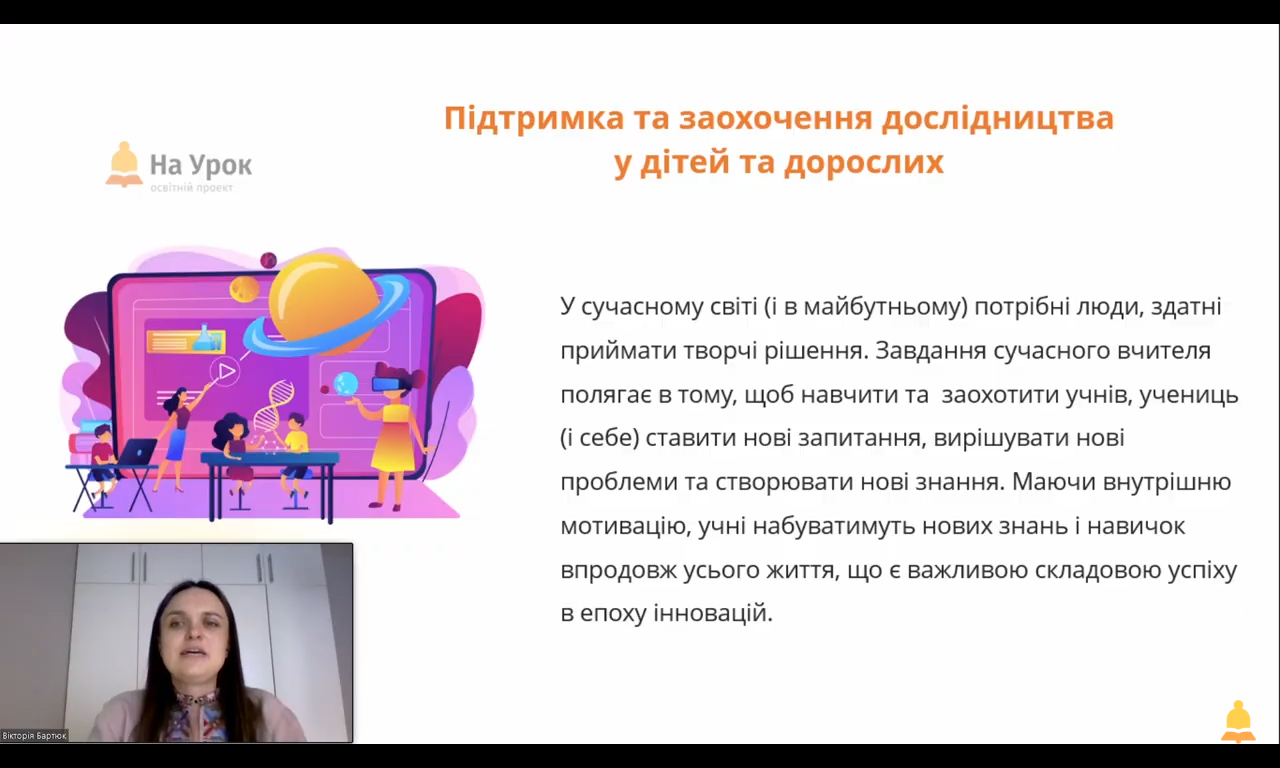 Підтримка та заохочення дослідництва
у дітей та дорослих
На Урок
освітній проект
У сучасному світі (і в майбутньому) потрібні люди, здатні
приймати творчі рішення. Завдання сучасного вчителя
полягає в тому, щоб навчити та заохотити учнів, учениць
(і себе) ставити нові запитання, вирішувати нові
проблеми та створювати нові знання. Маючи внутрішню
мотивацію, учні набуватимуть нових знань і навичок
впродовж усього життя, що є важливою складовою успіху
в епоху інновацій.
Вікторія Бартюк